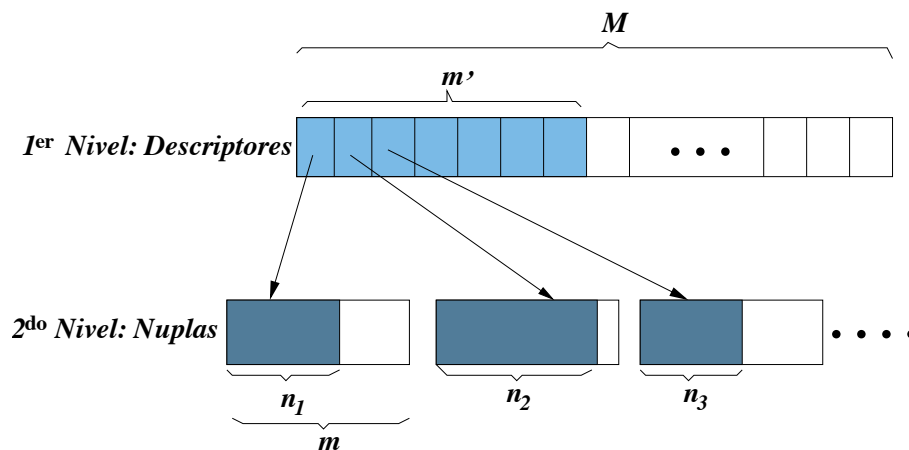 M
m’
1er Nivel: Descriptores
• • •
2do Nivel: Nuplas
• • • •
n1
n2
n3
m